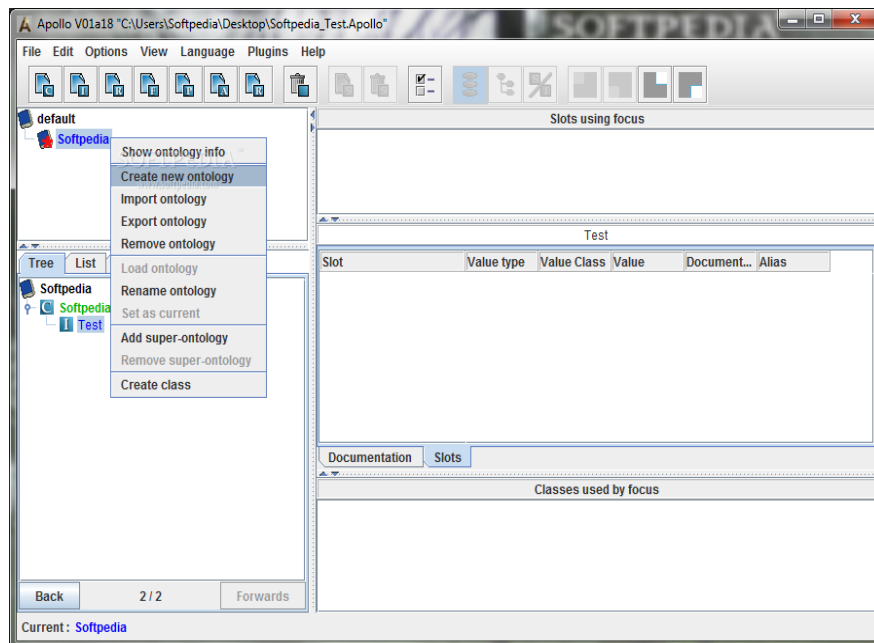 Apollo V01a18 "C:\Users\Softpedia\Desktop\Softpedia_Test.Apollo"
SOFTPEDIA
File Edit Options View Language Plugins Help
C I R F P A R
default
Softpedia
Slots using focus
Show ontology info
Create new ontology
Import ontology
Export ontology
Remove ontology
Load ontology
Rename ontology
Set as current
Add super-ontology
Remove super-ontology
Create class
Tree List
Softpedia
C Softpedia
I Test
Test
Slot Value type Value Class Value Document... Alias
Documentation Slots
Classes used by focus
Back 2 / 2 Forwards
Current : Softpedia